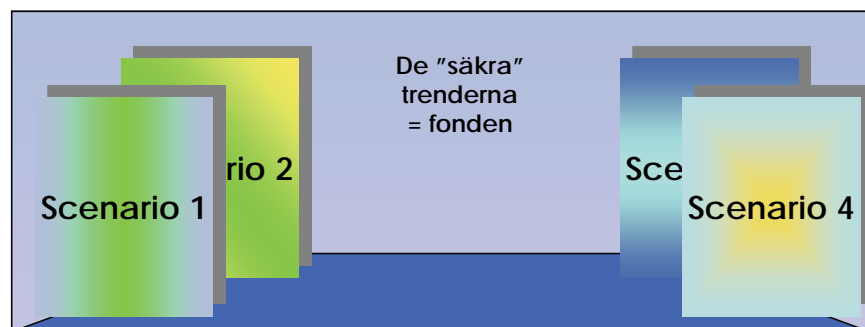 De ”säkra”
trenderna
= fonden
rio 2
Sce
Scenario 1
Scenario 4